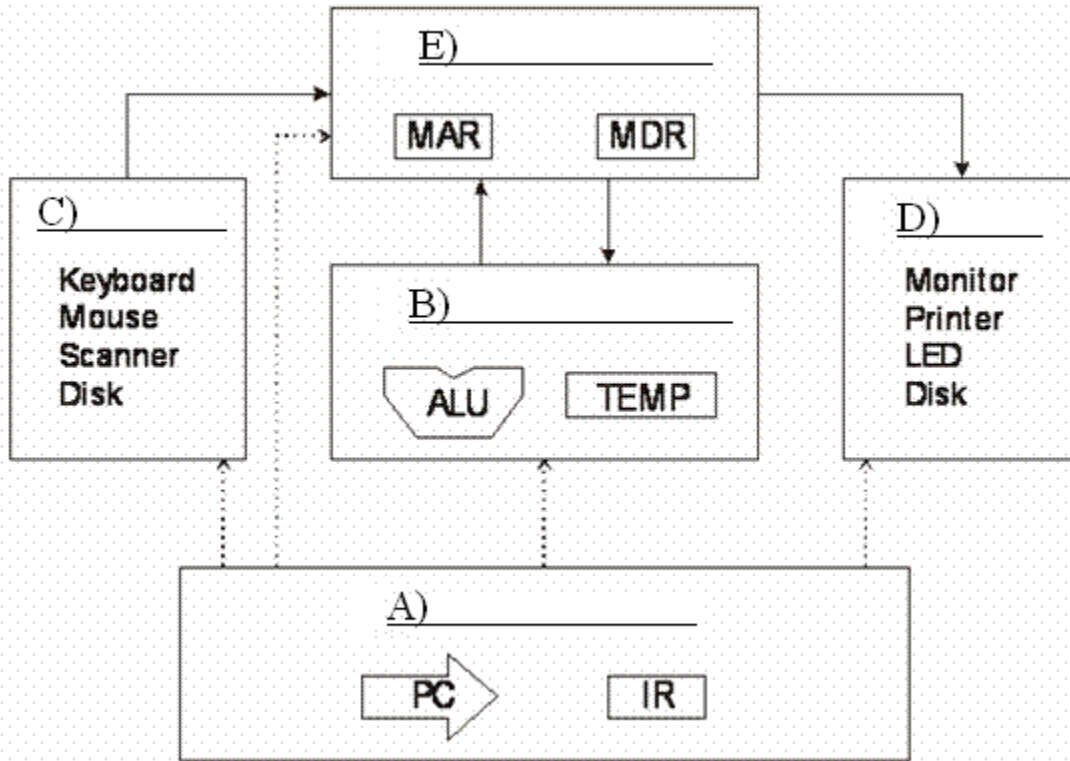 E)
MAR MDR
C)
Keyboard
Mouse
Scanner
Disk
B)
ALU TEMP
D)
Monitor
Printer
LED
Disk
A)
PC IR